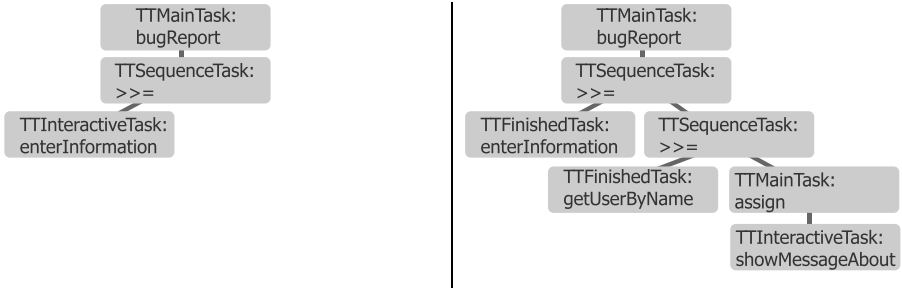 TTMainTask:
bugReport
TTSequenceTask:
>>=
TTInteractiveTask:
enterInformation
TTMainTask:
bugReport
TTSequenceTask:
>>=
TTFinishedTask:
enterInformation
TTSequenceTask:
>>=
TTFinishedTask:
getUserByName
TTMainTask:
assign
TTInteractiveTask:
showMessageAbout